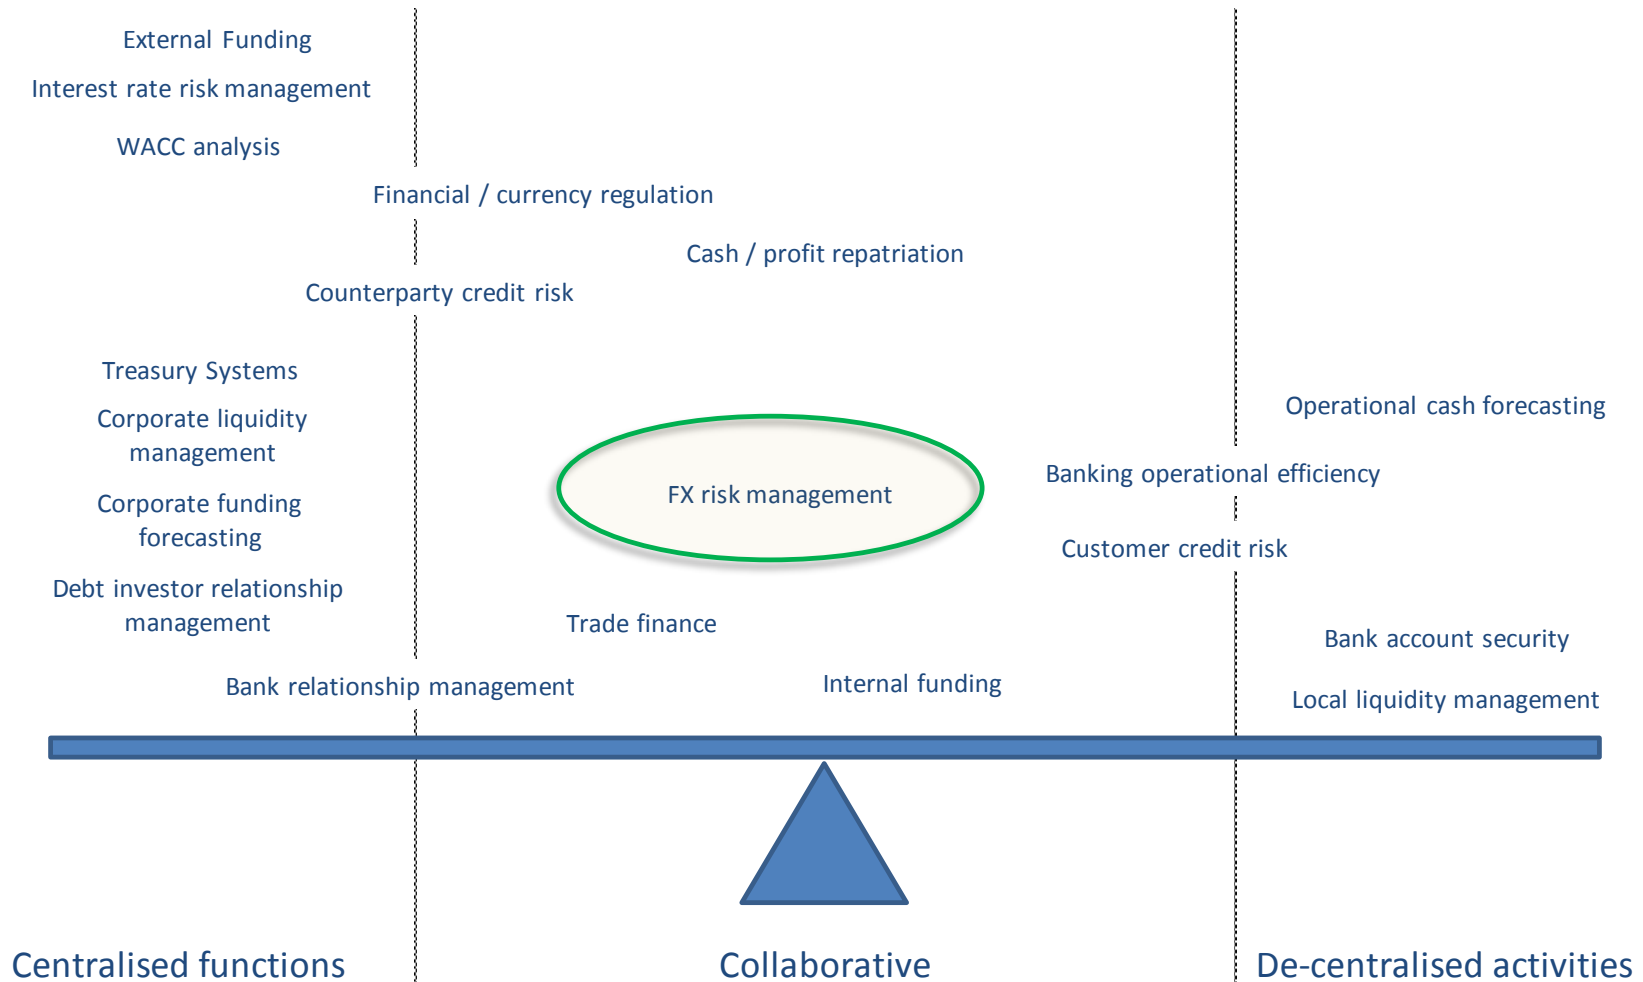 External Funding
Interest rate risk management
WACC analysis
Financial / currency regulation
Cash / profit repatriation
Counterparty credit risk
Treasury Systems
Corporate liquidity
management
Corporate funding
forecasting
Debt investor relationship
management
Bank relationship management
FX risk management
Trade finance
Internal funding
Operational cash forecasting
Banking operational efficiency
Customer credit risk
Bank account security
Local liquidity management
Centralised functions
Collaborative
De-centralised activities